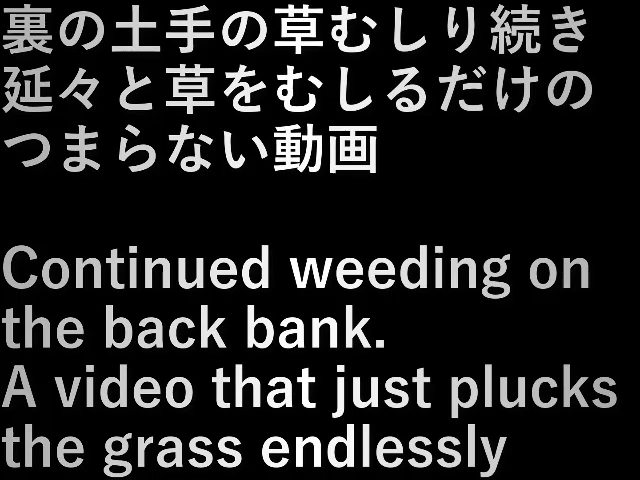 裏の土手の草むしり続き
延々と草をむしるだけの
つまらない動画
Continued weeding on
the back bank.
A video that just plucks
the grass endlessly